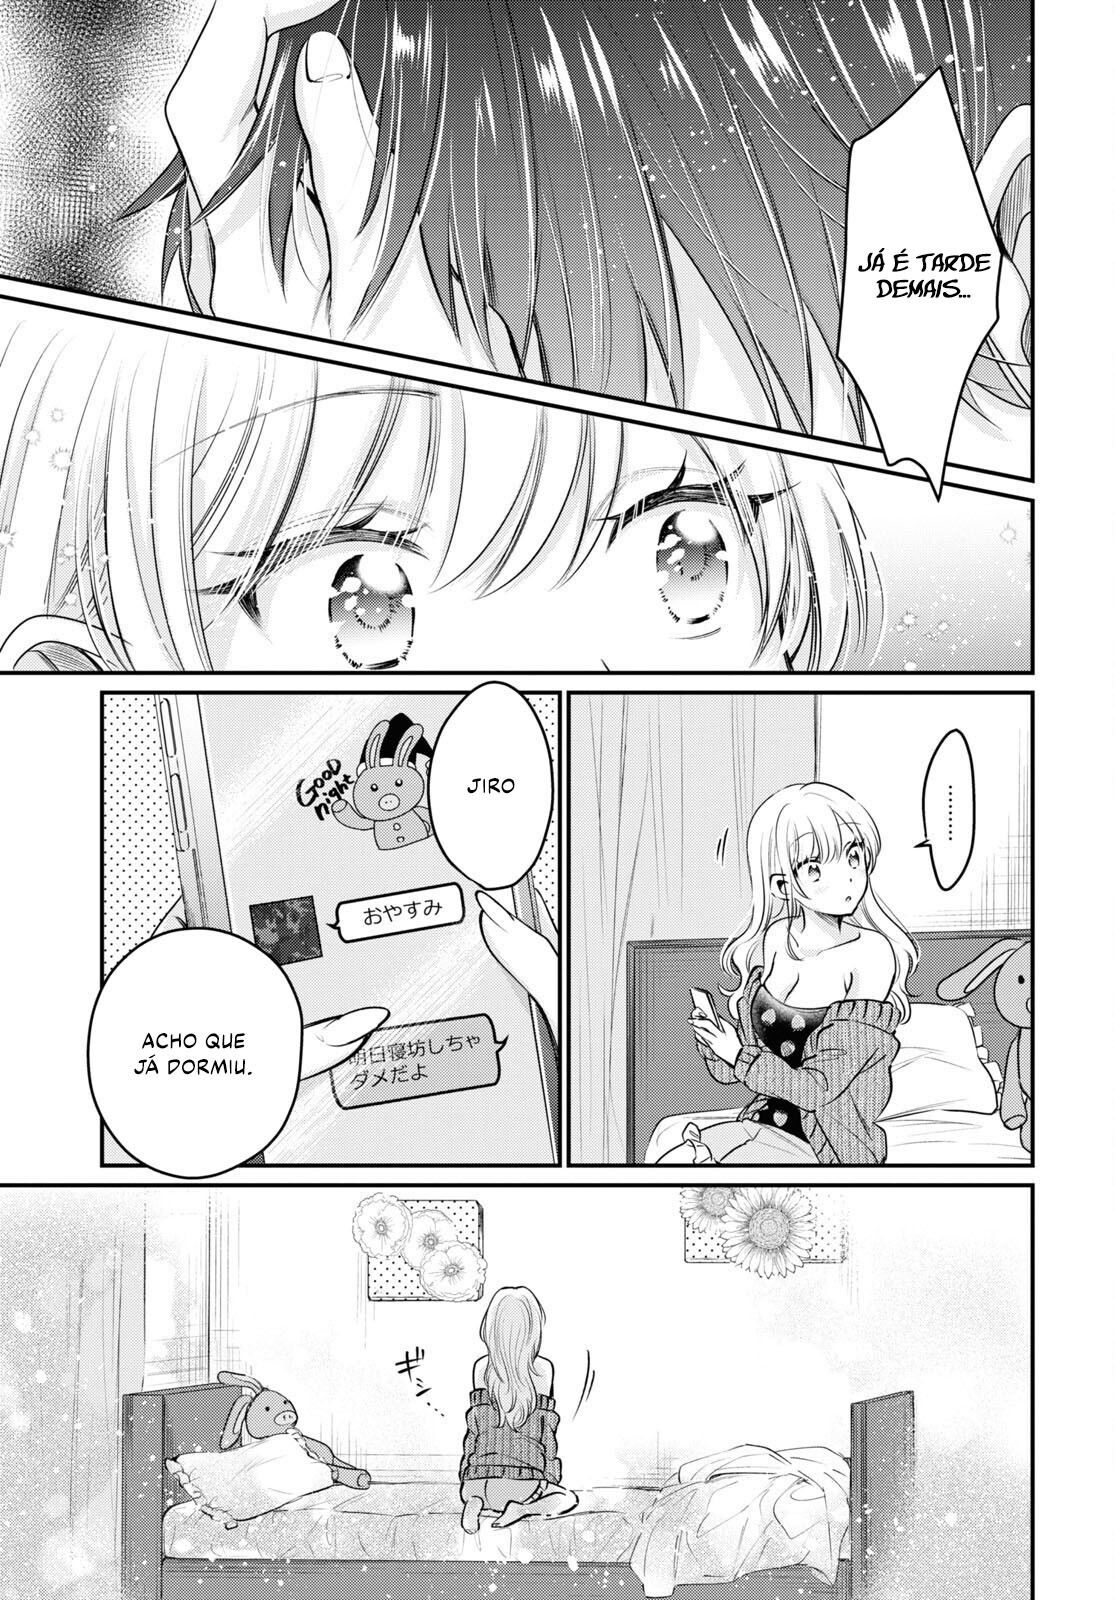 JÁ É TARDE
DEMAIS...
.........
JIRO
GOOD
night
おやすみ
明日寝坊しちゃ
ダメだよ
ACHO QUE
JÁ DORMIU.
ギ…